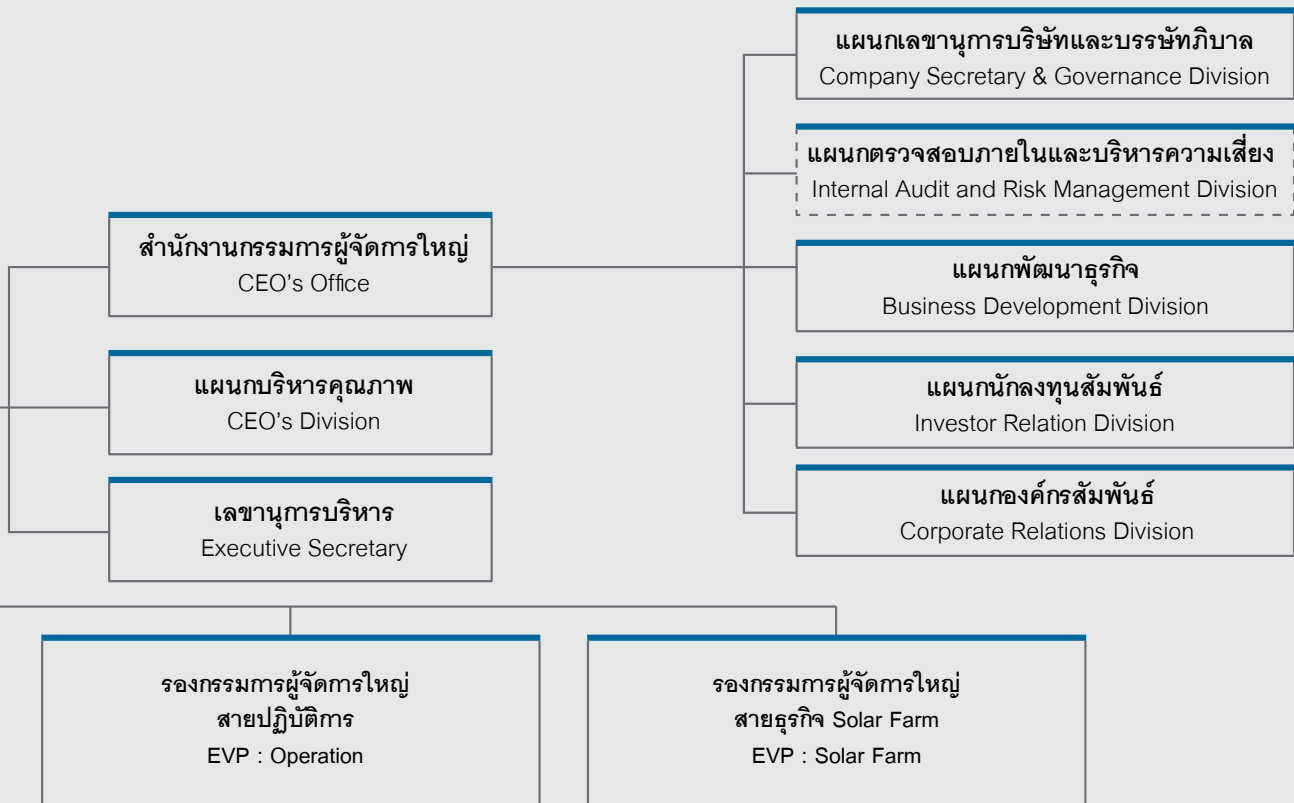 แผนกเลขานุการบริษัทและบรรษัทภิบาล
Company Secretary & Governance Division
แผนกตรวจสอบภายในและบริหารความเสี่ยง
Internal Audit and Risk Management Division
สำนักงานกรรมการผู้จัดการใหญ่
CEO's Office
แผนกพัฒนาธุรกิจ
Business Development Division
แผนกบริหารคุณภาพ
CEO's Division
แผนกนักลงทุนสัมพันธ์
Investor Relation Division
เลขานุการบริหาร
Executive Secretary
แผนกองค์กรสัมพันธ์
Corporate Relations Division
รองกรรมการผู้จัดการใหญ่
สายปฏิบัติการ
EVP : Operation
รองกรรมการผู้จัดการใหญ่
สายธุรกิจ Solar Farm
EVP : Solar Farm